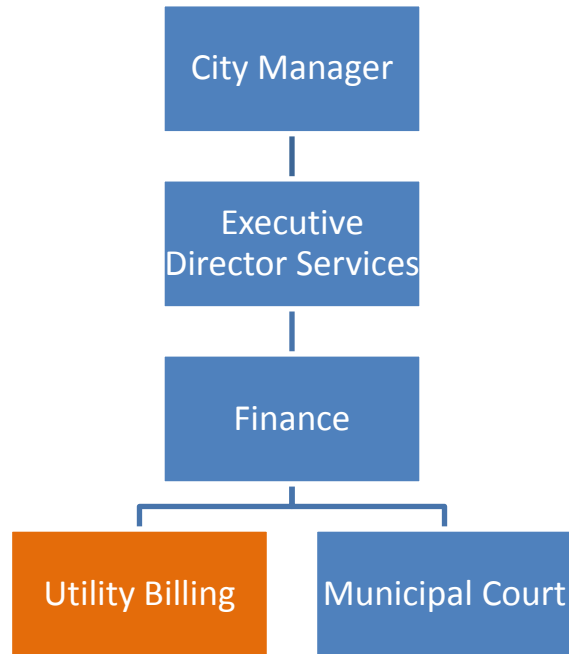 City Manager
Executive
Director Services
Finance
Utility Billing
Municipal Court